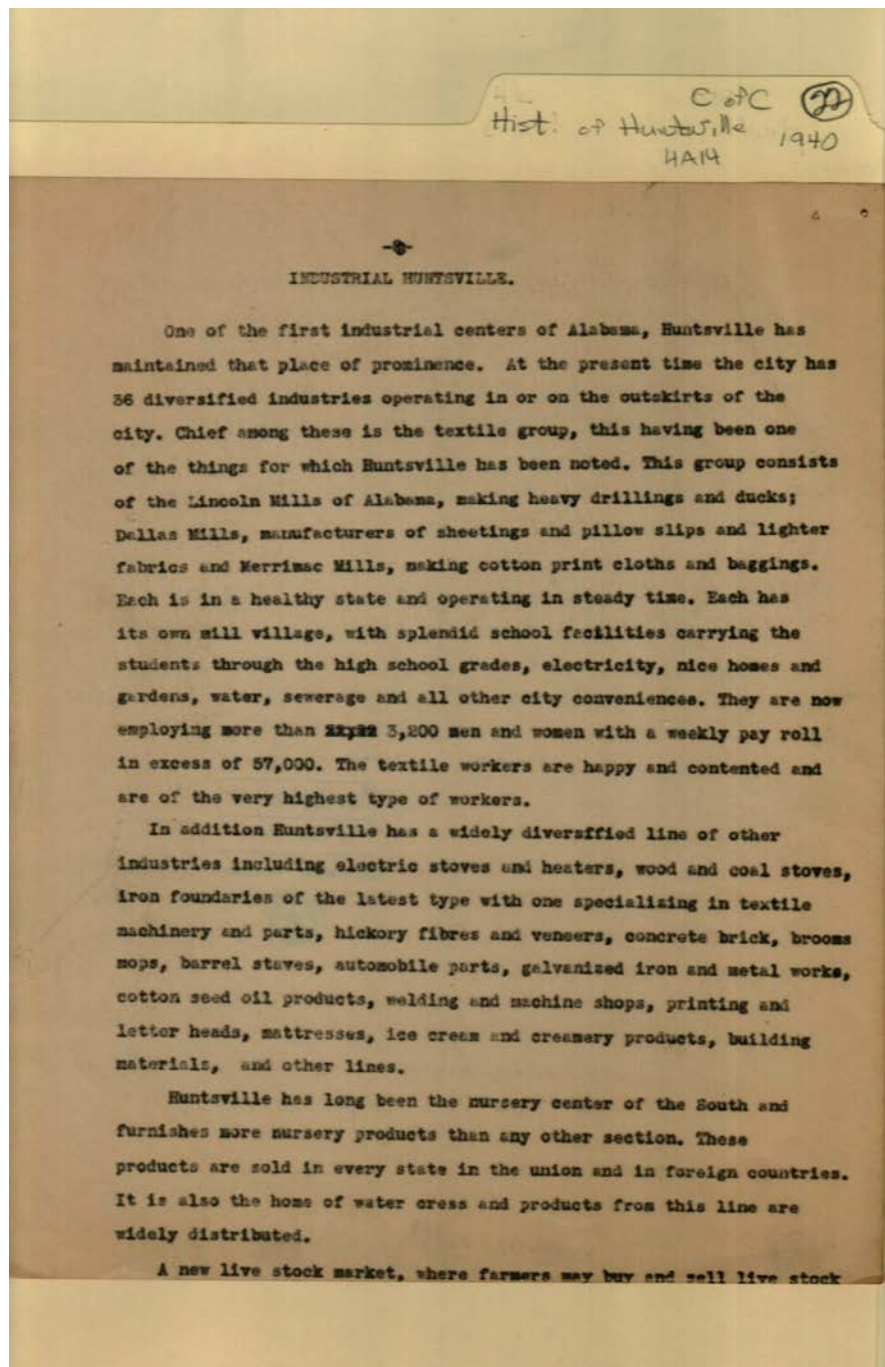 C of C 22
Hist. of Huntsville 1940
4A14
INDUSTRIAL HUNTSVILLE.
One of the first industrial centers of Alabama, Huntsville has
maintained that place of prominence. At the present time the city has
36 diversified industries operating in or on the outskirts of the
city. Chief among these is the textile group, this having been one
of the things for which Huntsville has been noted. This group consists
of the Lincoln Mills of Alabama, making heavy drillings and ducks;
Dallas Mills, manufacturers of sheetings and pillow slips and lighter
fabrics and Merrimac Mills, making cotton print cloths and baggings.
Each is in a healthy state and operating in steady time. Each has
its own mill village, with splendid school facilities carrying the
students through the high school grades, electricity, nice homes and
gardens, water, sewerage and all other city conveniences. They are now
employing more than 3,200 men and women with a weekly pay roll
in excess of 57,000. The textile workers are happy and contented and
are of the very highest type of workers.
In addition Huntsville has a widely diversffied line of other
industries including electric stoves and heaters, wood and coal stoves,
iron foundaries of the latest type with one specializing in textile
machinery and parts, hickory fibres and veneers, concrete brick, brooms
mops, barrel staves, automobile parts, galvanized iron and metal works,
cotton seed oil products, welding and machine shops, printing and
letter heads, mattresses, ice cream and creamery products, building
materials, and other lines.
Huntsville has long been the nursery center of the South and
furnishes more nursery products than any other section. These
products are sold in every state in the union and in foreign countries.
It is also the home of water cress and products from this line are
widely distributed.
A new live stock market, where farmers may buy and sell live stock